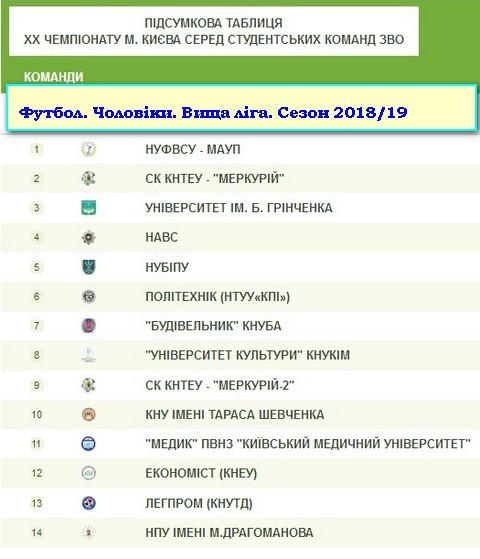 ПІДСУМКОВА ТАБЛИЦЯ
XX ЧЕМПІОНАТУ М. КИЄВА СЕРЕД СТУДЕНТСЬКИХ КОМАНД ЗВО
КОМАНДИ
Футбол. Чоловіки. Вища ліга. Сезон 2018/19
1 НУФВСУ - МАУП
2 СК КНТЕУ - "МЕРКУРІЙ"
3 УНІВЕРСИТЕТ ІМ. Б. ГРІНЧЕНКА
4 НАВС
5 НУБІПУ
6 ПОЛІТЕХНІК (НТУУ«КПІ»)
7 "БУДІВЕЛЬНИК" КНУБА
8 "УНІВЕРСИТЕТ КУЛЬТУРИ" КНУКІМ
9 СК КНТЕУ - "МЕРКУРІЙ-2"
10 КНУ ІМЕНІ ТАРАСА ШЕВЧЕНКА
11 "МЕДИК" ПВНЗ "КИЇВСЬКИЙ МЕДИЧНИЙ УНІВЕРСИТЕТ"
12 ЕКОНОМІСТ (КНЕУ)
13 ЛЕГПРОМ (КНУТД)
14 НПУ ІМЕНІ М.ДРАГОМАНОВА